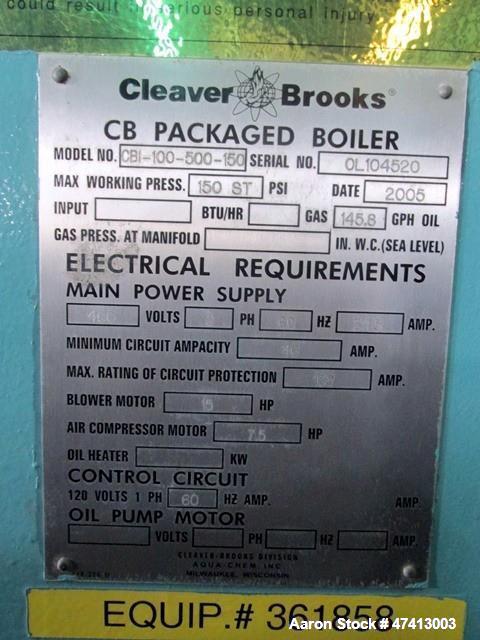 could result in serious personal injury.
Cleaver Brooks®
CB PACKAGED BOILER
MODEL NO. CBI-100-500-150 SERIAL NO. OL104520
MAX WORKING PRESS. 150 ST PSI DATE 2005
INPUT BTU/HR GAS 145.8 GPH OIL
GAS PRESS. AT MANIFOLD IN. W.C. (SEA LEVEL)
ELECTRICAL REQUIREMENTS
MAIN POWER SUPPLY
VOLTS PH 60 HZ AMP.
MINIMUM CIRCUIT AMPACITY AMP.
MAX. RATING OF CIRCUIT PROTECTION AMP.
BLOWER MOTOR 15 HP
AIR COMPRESSOR MOTOR 7.5 HP
OIL HEATER KW
CONTROL CIRCUIT
120 VOLTS 1 PH 60 HZ AMP. AMP.
OIL PUMP MOTOR
VOLTS PH HZ AMP.
CLEAVER-BROOKS DIVISION
AQUA-CHEM, INC.
MILWAUKEE, WISCONSIN
EQUIP.# 361858
Aaron Stock # 47413003